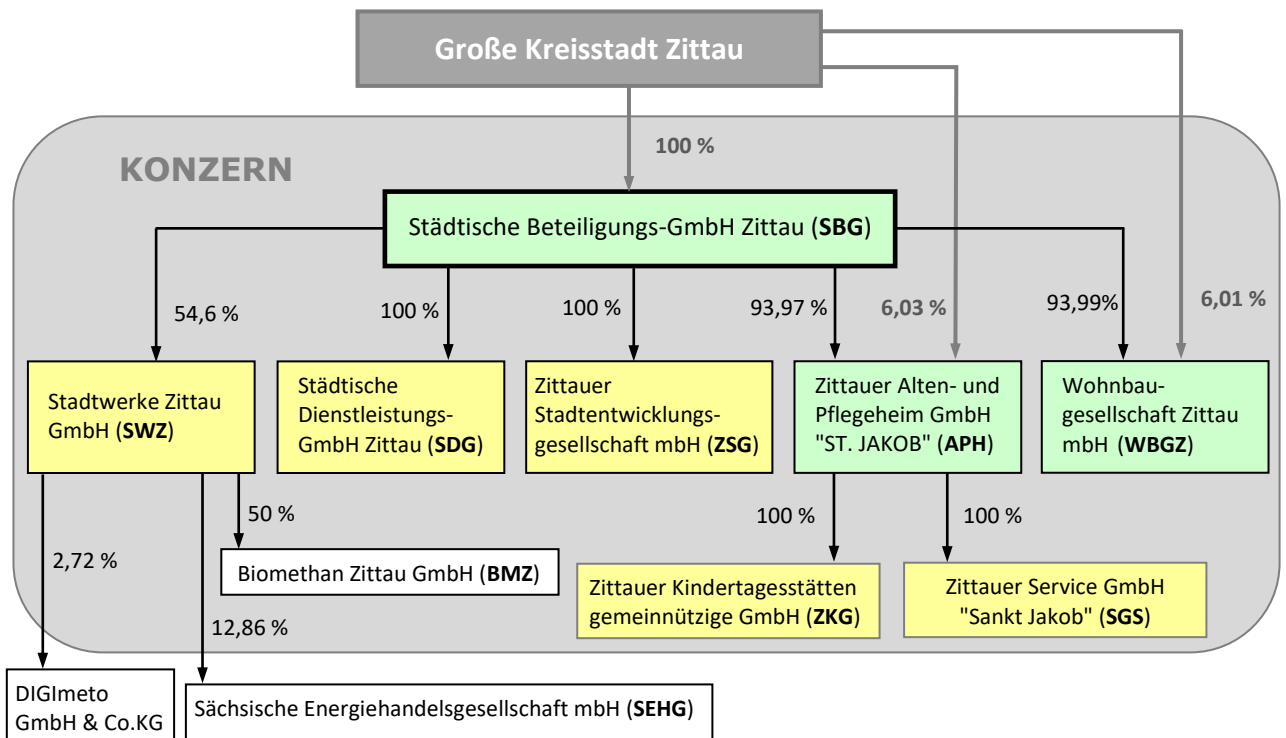 Große Kreisstadt Zittau
100 %
KONZERN
Städtische Beteiligungs-GmbH Zittau (SBG)
54,6 %
100 %
100 %
93,97 %
6,03 %
93,99%
6,01 %
Stadtwerke Zittau
GmbH (SWZ)
Städtische
Dienstleistungs-
GmbH Zittau (SDG)
Zittauer
Stadtentwicklungs-
gesellschaft mbH (ZSG)
Zittauer Alten- und
Pflegeheim GmbH
"ST. JAKOB" (APH)
Wohnbau-
gesellschaft Zittau
mbH (WBGZ)
2,72 %
12,86 %
50 %
100 %
100 %
Biomethan Zittau GmbH (BMZ)
Zittauer Kindertagesstätten
gemeinnützige GmbH (ZKG)
Zittauer Service GmbH
"Sankt Jakob" (SGS)
DIGImeto
GmbH & Co.KG
Sächsische Energiehandelsgesellschaft mbH (SEHG)